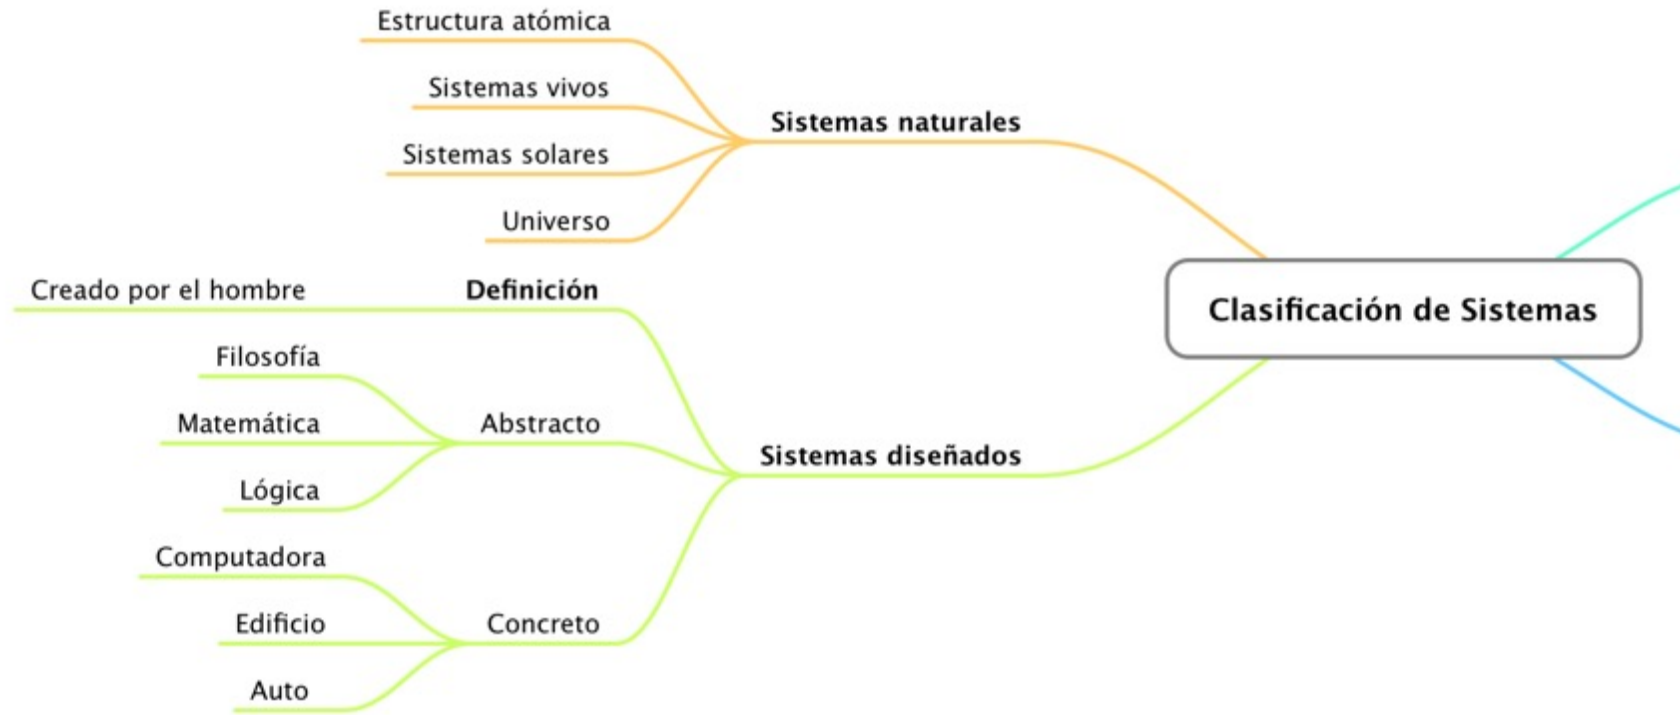 Estructura atómica
Sistemas vivos
Sistemas naturales
Sistemas solares
Universo
Creado por el hombre
Definición
Clasificación de Sistemas
Filosofía
Matemática
Abstracto
Sistemas diseñados
Lógica
Computadora
Edificio
Concreto
Auto